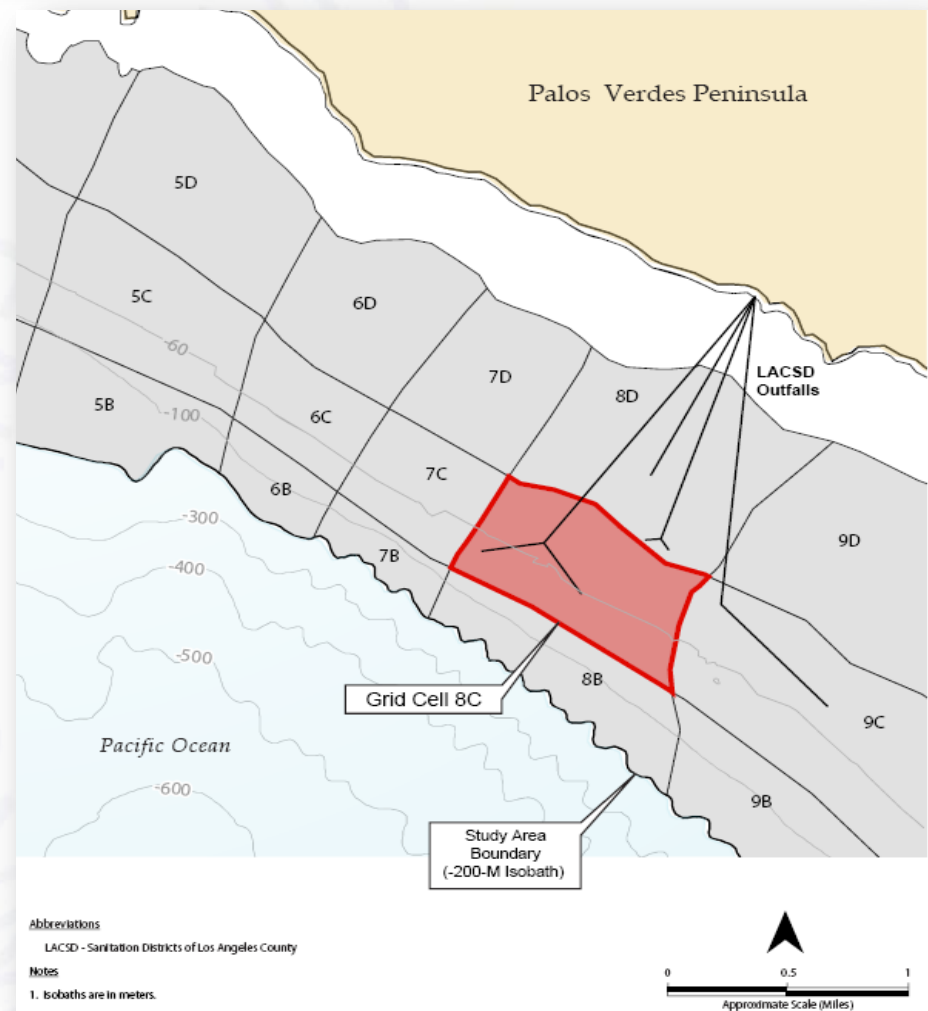 Palos Verdes Peninsula
5D
5C
6D
-60
7D
LACSD
Outfalls
8D
5B
-100
6C
7C
6B
-300
9D
7B
-400
-500
8B
Grid Cell 8C
9C
Pacific Ocean
-600
9B
Study Area
Boundary
(-200-M Isobath)
Abbreviations
LACSD - Sanitation Districts of Los Angeles County
Notes
1. Isobaths are in meters.
0 0.5 1
Approximate Scale (Miles)